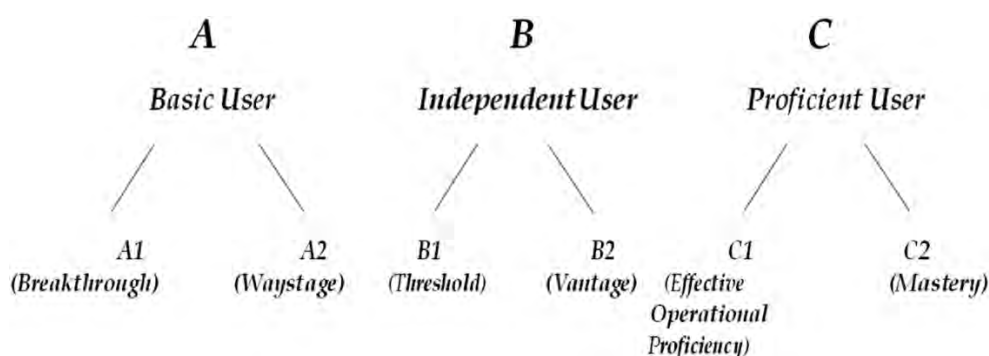 A B C
Basic User Independent User Proficient User
A1 A2 B1 B2 C1 C2
(Breakthrough) (Waystage) (Threshold) (Vantage) (Effective (Mastery)
Operational
Proficiency)